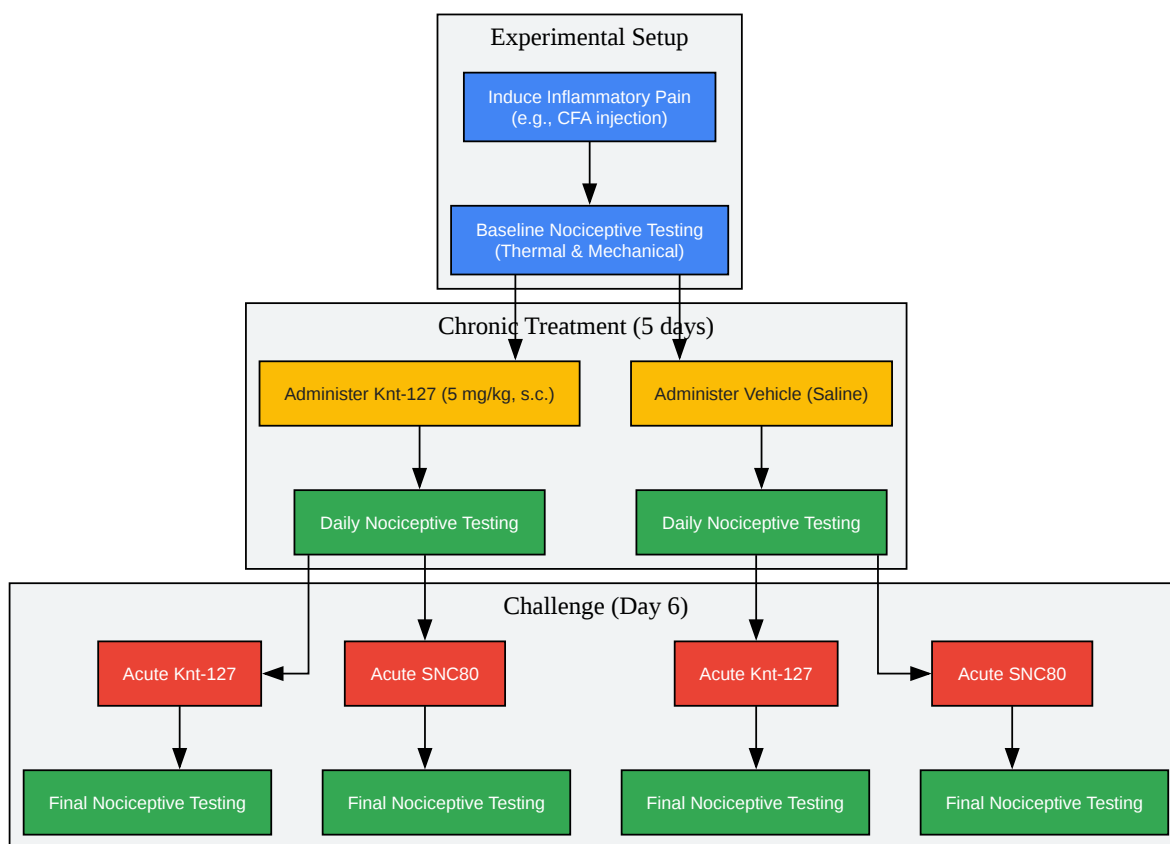 Experimental Setup
Induce Inflammatory Pain
(e.g., CFA injection)
Baseline Nociceptive Testing
(Thermal & Mechanical)
Chronic Treatment (5 days)
Administer Knt-127 (5 mg/kg, s.c.)
Administer Vehicle (Saline)
Daily Nociceptive Testing
Daily Nociceptive Testing
Challenge (Day 6)
Acute Knt-127
Acute SNC80
Acute Knt-127
Acute SNC80
Final Nociceptive Testing
Final Nociceptive Testing
Final Nociceptive Testing
Final Nociceptive Testing